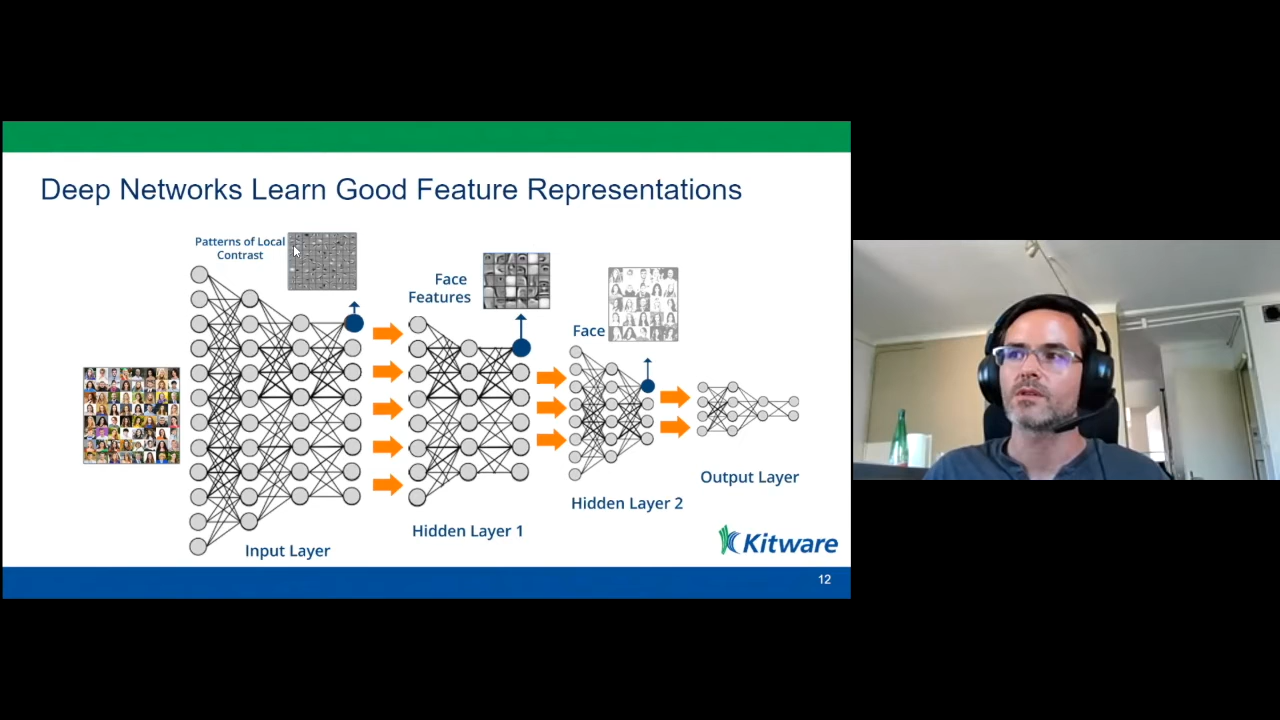 Deep Networks Learn Good Feature Representations
Patterns of Local
Contrast
Face
Features
Face
Input Layer
Hidden Layer 1
Hidden Layer 2
Output Layer
Kitware
12